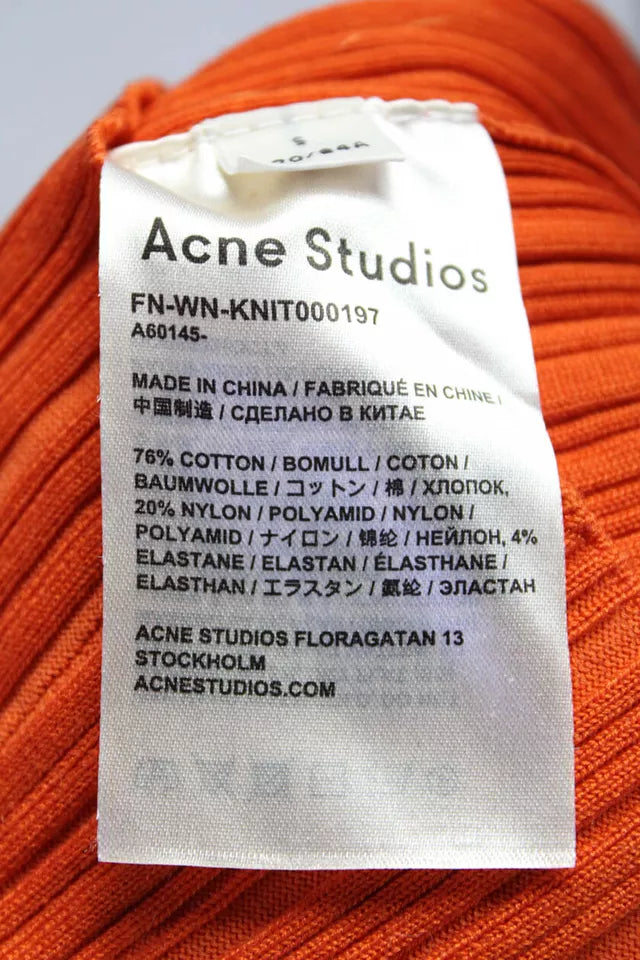 S
70/84A
Acne Studios
FN-WN-KNIT000197
A60145-
MADE IN CHINA / FABRIQUÉ EN CHINE /
中国制造 / СДЕЛАНО В КИТАЕ
76% COTTON / BOMULL / COTON /
BAUMWOLLE / コットン / 棉 / ХЛОПОК,
20% NYLON / POLYAMID / NYLON /
POLYAMID / ナイロン / 锦纶 / НЕЙЛОН, 4%
ELASTANE / ELASTAN / ÉLASTHANE /
ELASTHAN / エラスタン / 氨纶 / ЭЛАСТАН
ACNE STUDIOS FLORAGATAN 13
STOCKHOLM
ACNESTUDIOS.COM